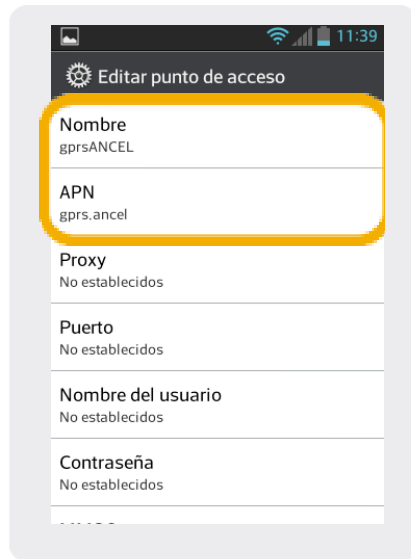 11:39
Editar punto de acceso
Nombre
gprsANCEL
APN
gprs.ancel
Proxy
No establecidos
Puerto
No establecidos
Nombre del usuario
No establecidos
Contraseña
No establecidos